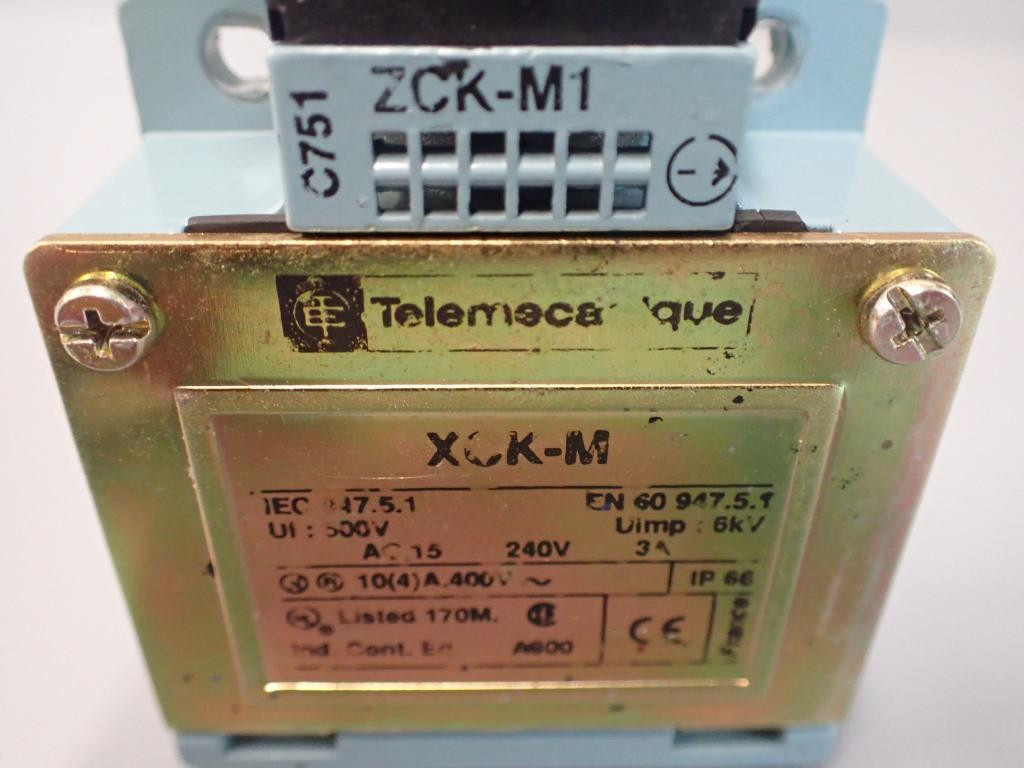 ZCK-M1
C751
Telemecanique
XCK-M
IEC 947.5.1 EN 60 947.5.1
Ui : 500V Uimp : 6kV
AC 15 240V 3A
10(4)A.400V ~ IP 66
UL Listed 170M.
Ind. Cont. Eq A600
CE
France